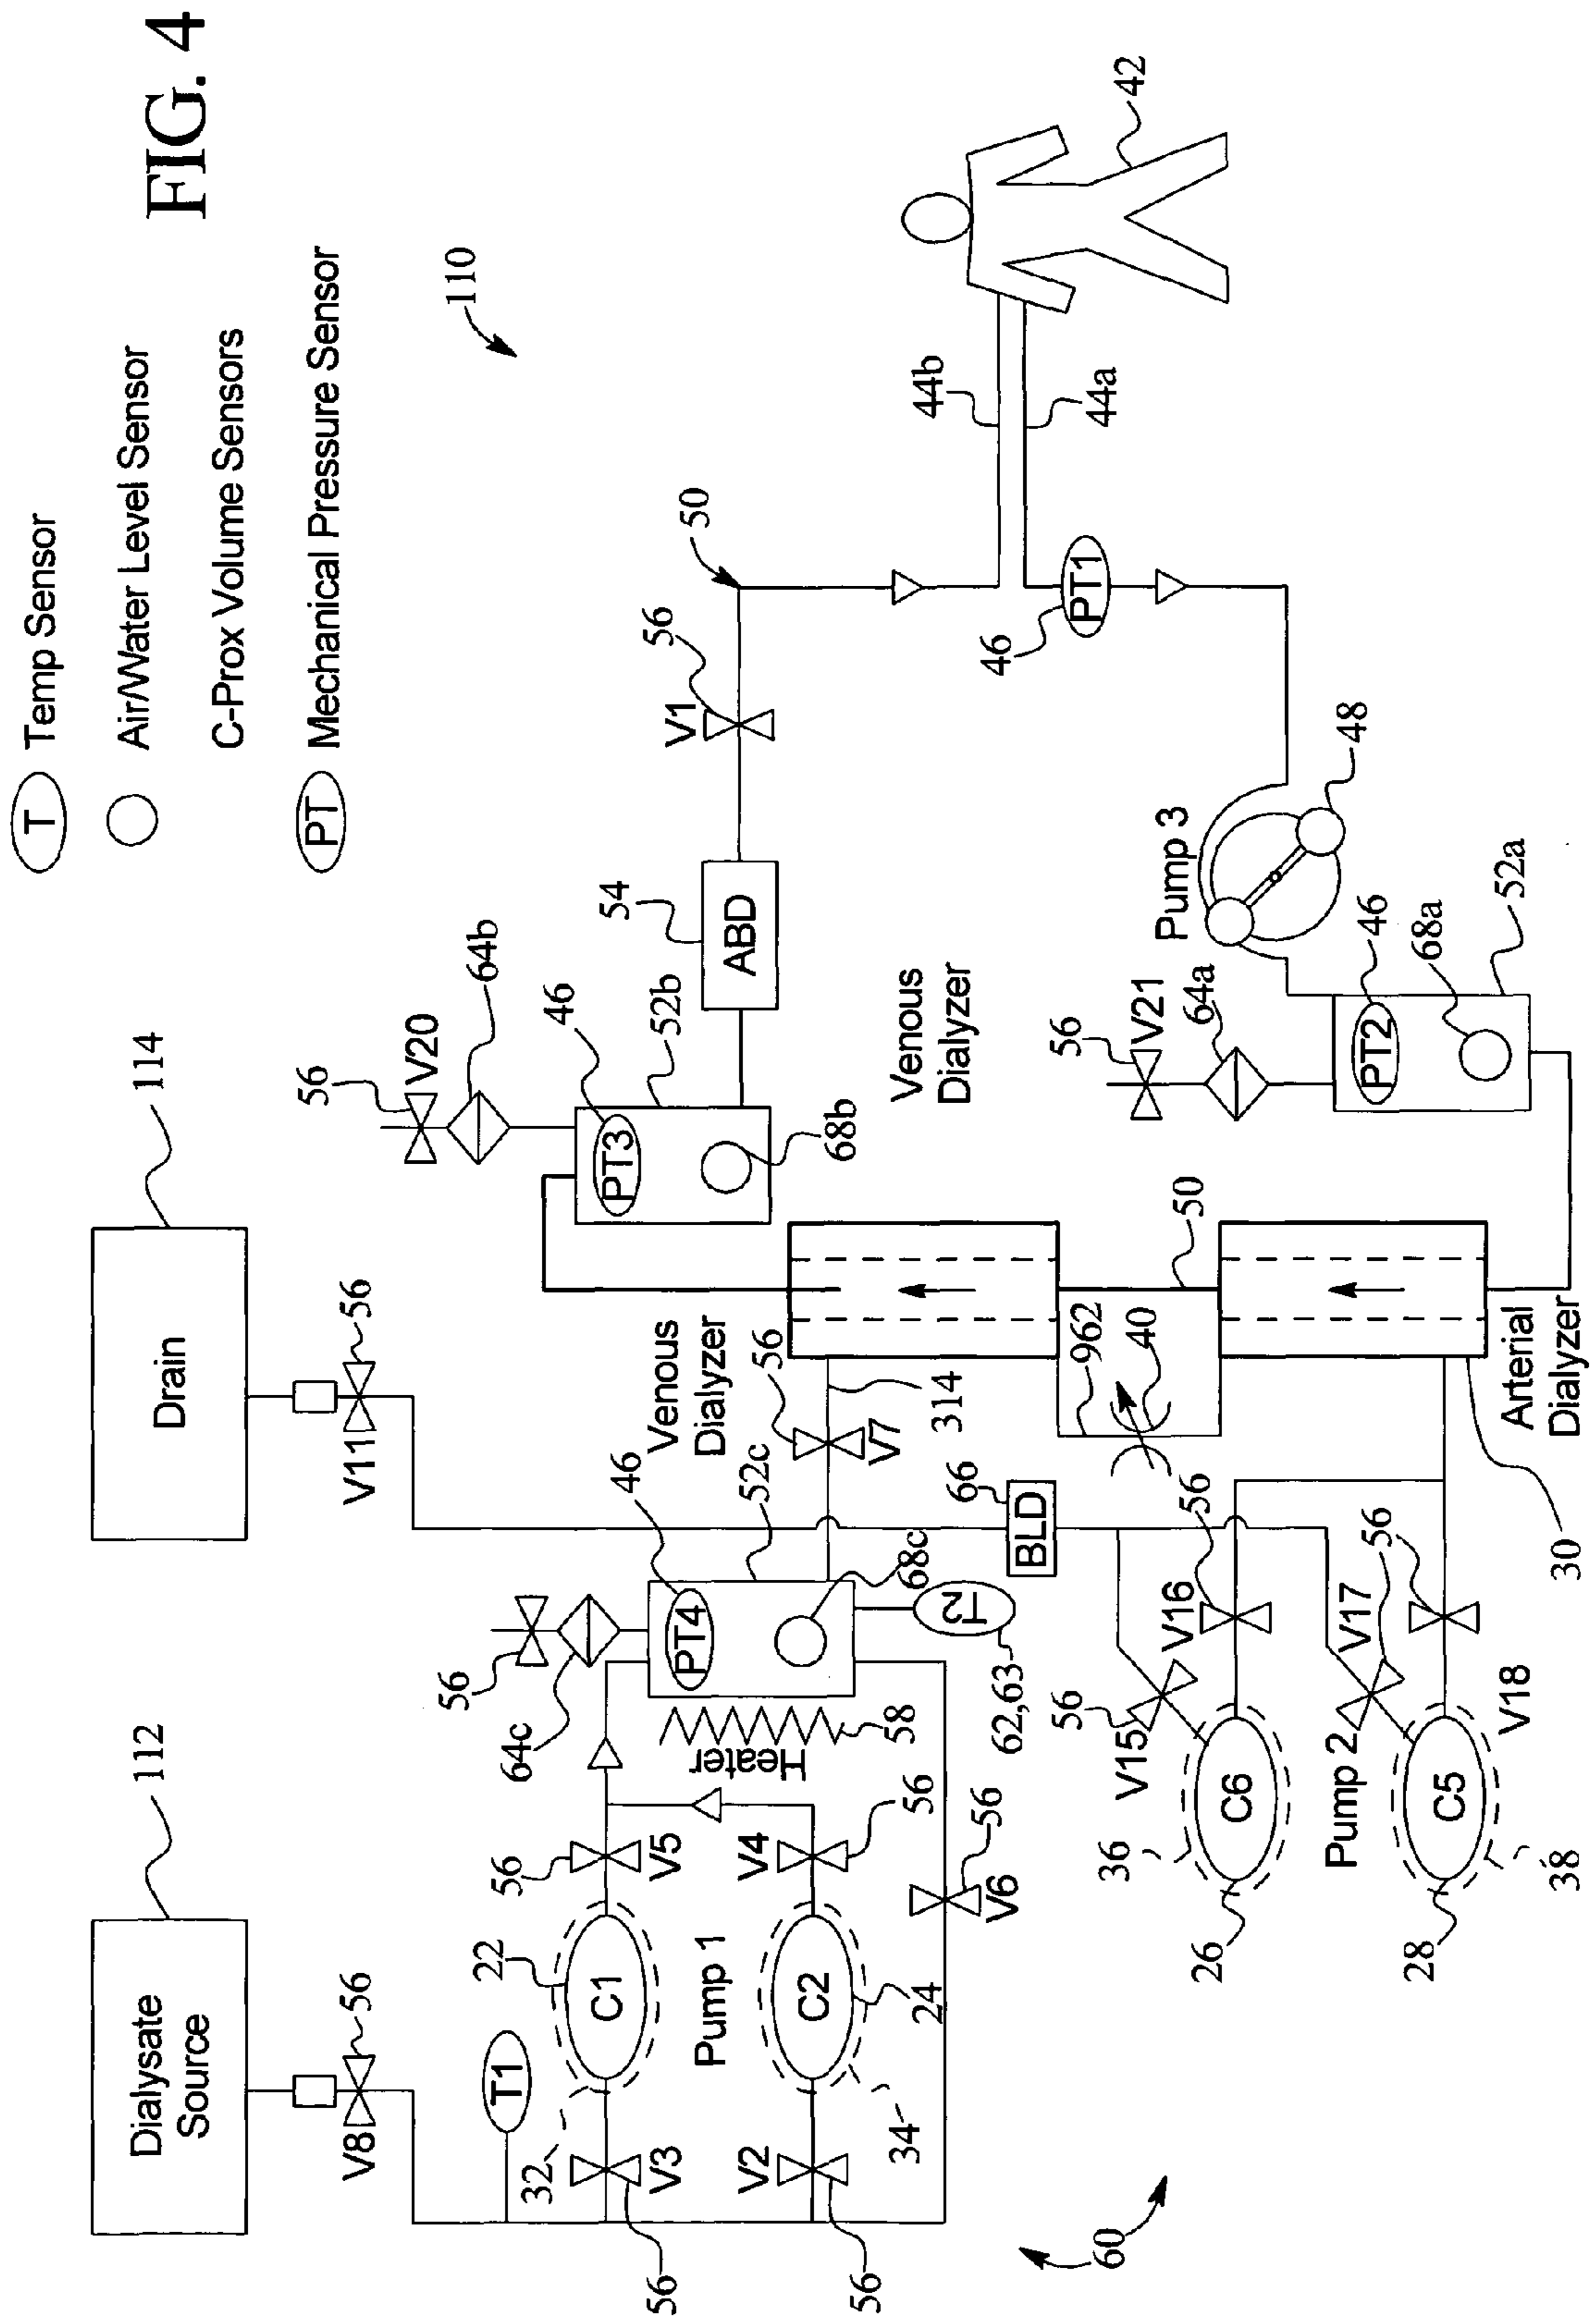 FIG. 4
T Temp Sensor
Air/Water Level Sensor
C-Prox Volume Sensors
PT Mechanical Pressure Sensor
110
Dialysate
Source
112
V8
56
Drain
114
V11
56
T1
32
22
C1
V3
56
56
V5
Pump 1
V2
56
C2
24
34
V4
56
V6
56
60
64c
56
46
PT4
52c
68c
Heater
58
T2
62,63
Venous
Dialyzer
56
V7
314
66
BLD
962
40
50
56
V20
64b
46
PT3
52b
68b
54
ABD
V1
56
50
44b
44a
42
46
PT1
Venous
Dialyzer
Pump 3
48
56
V21
64a
46
PT2
68a
52a
Arterial
Dialyzer
30
V15
56
V16
56
36
C6
26
Pump 2
V17
56
C5
V18
28
38